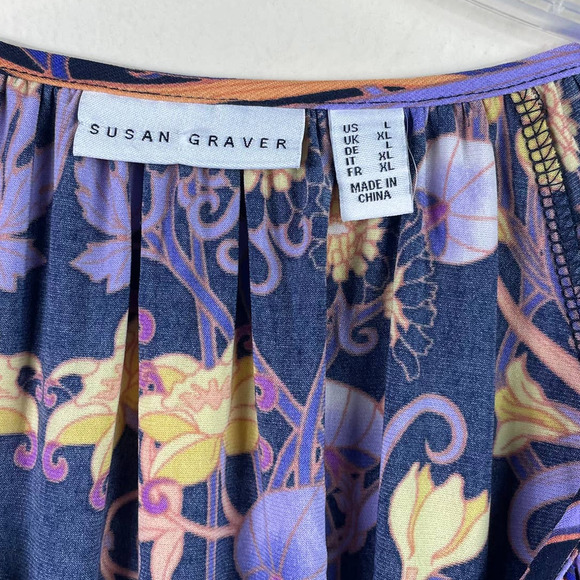 SUSAN GRAVER
US L
UK XL
DE L
IT XL
FR XL
MADE IN
CHINA